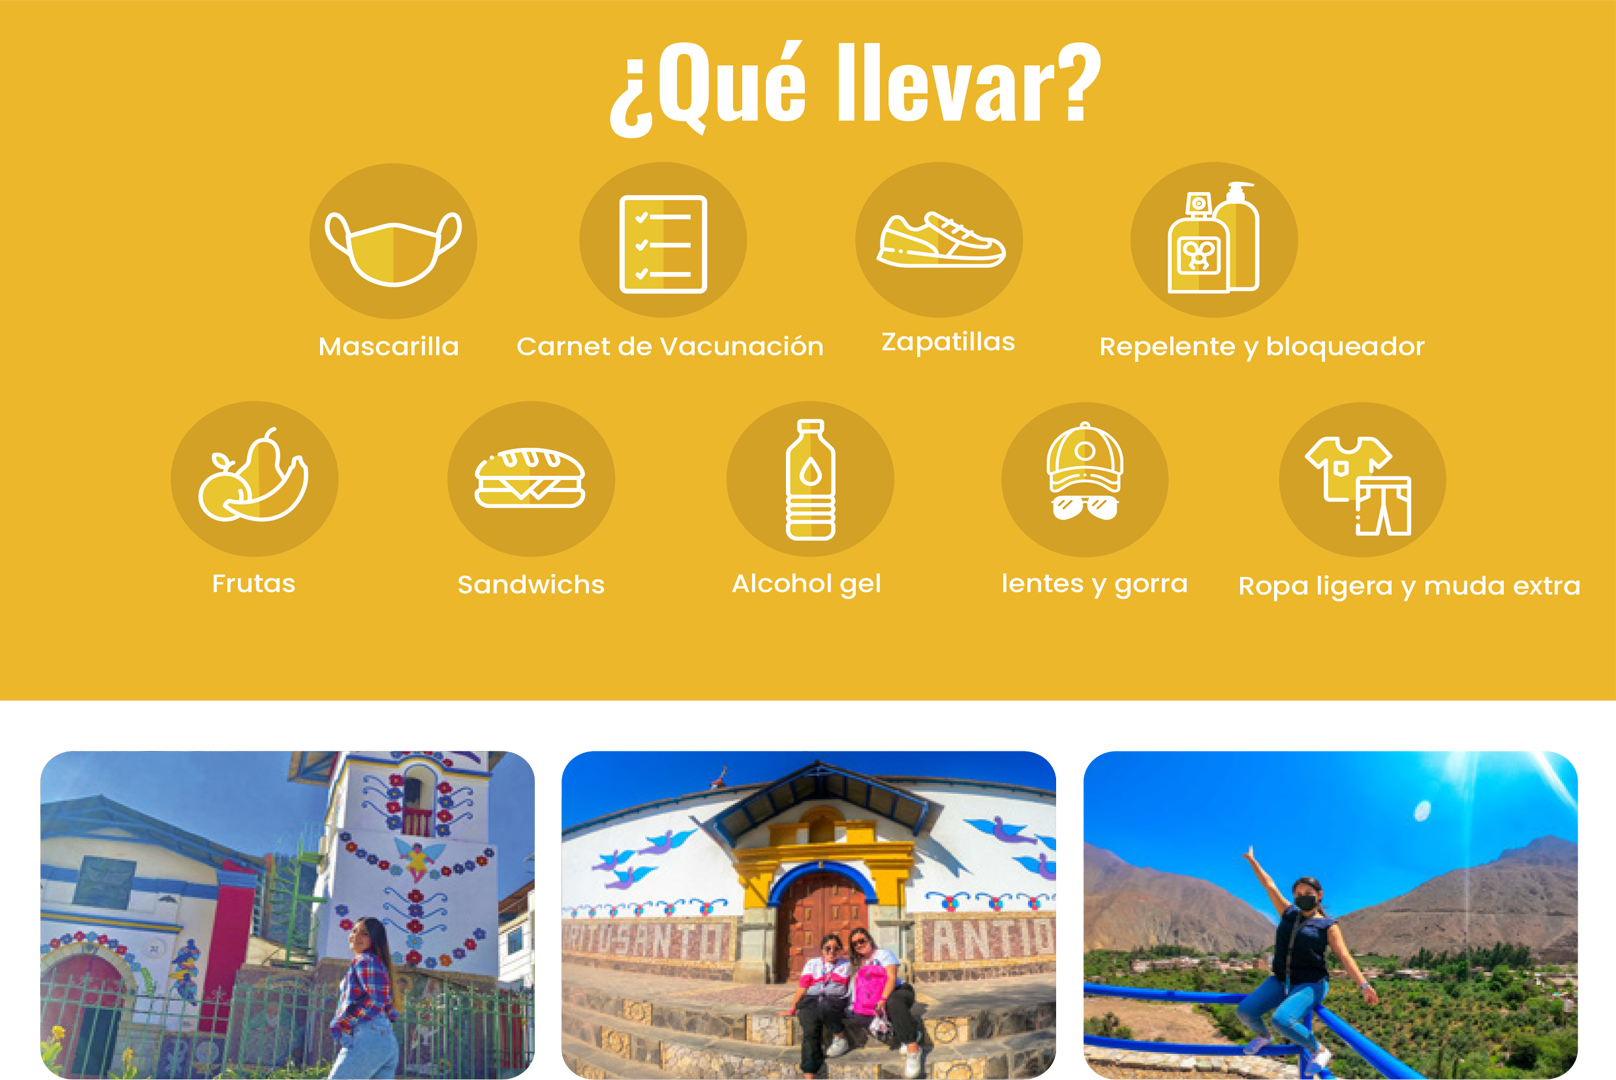 ¿Qué llevar?
Mascarilla
Carnet de Vacunación
Zapatillas
Repelente y bloqueador
Frutas
Sandwichs
Alcohol gel
lentes y gorra
Ropa ligera y muda extra
RITOSANTO
ANTIO